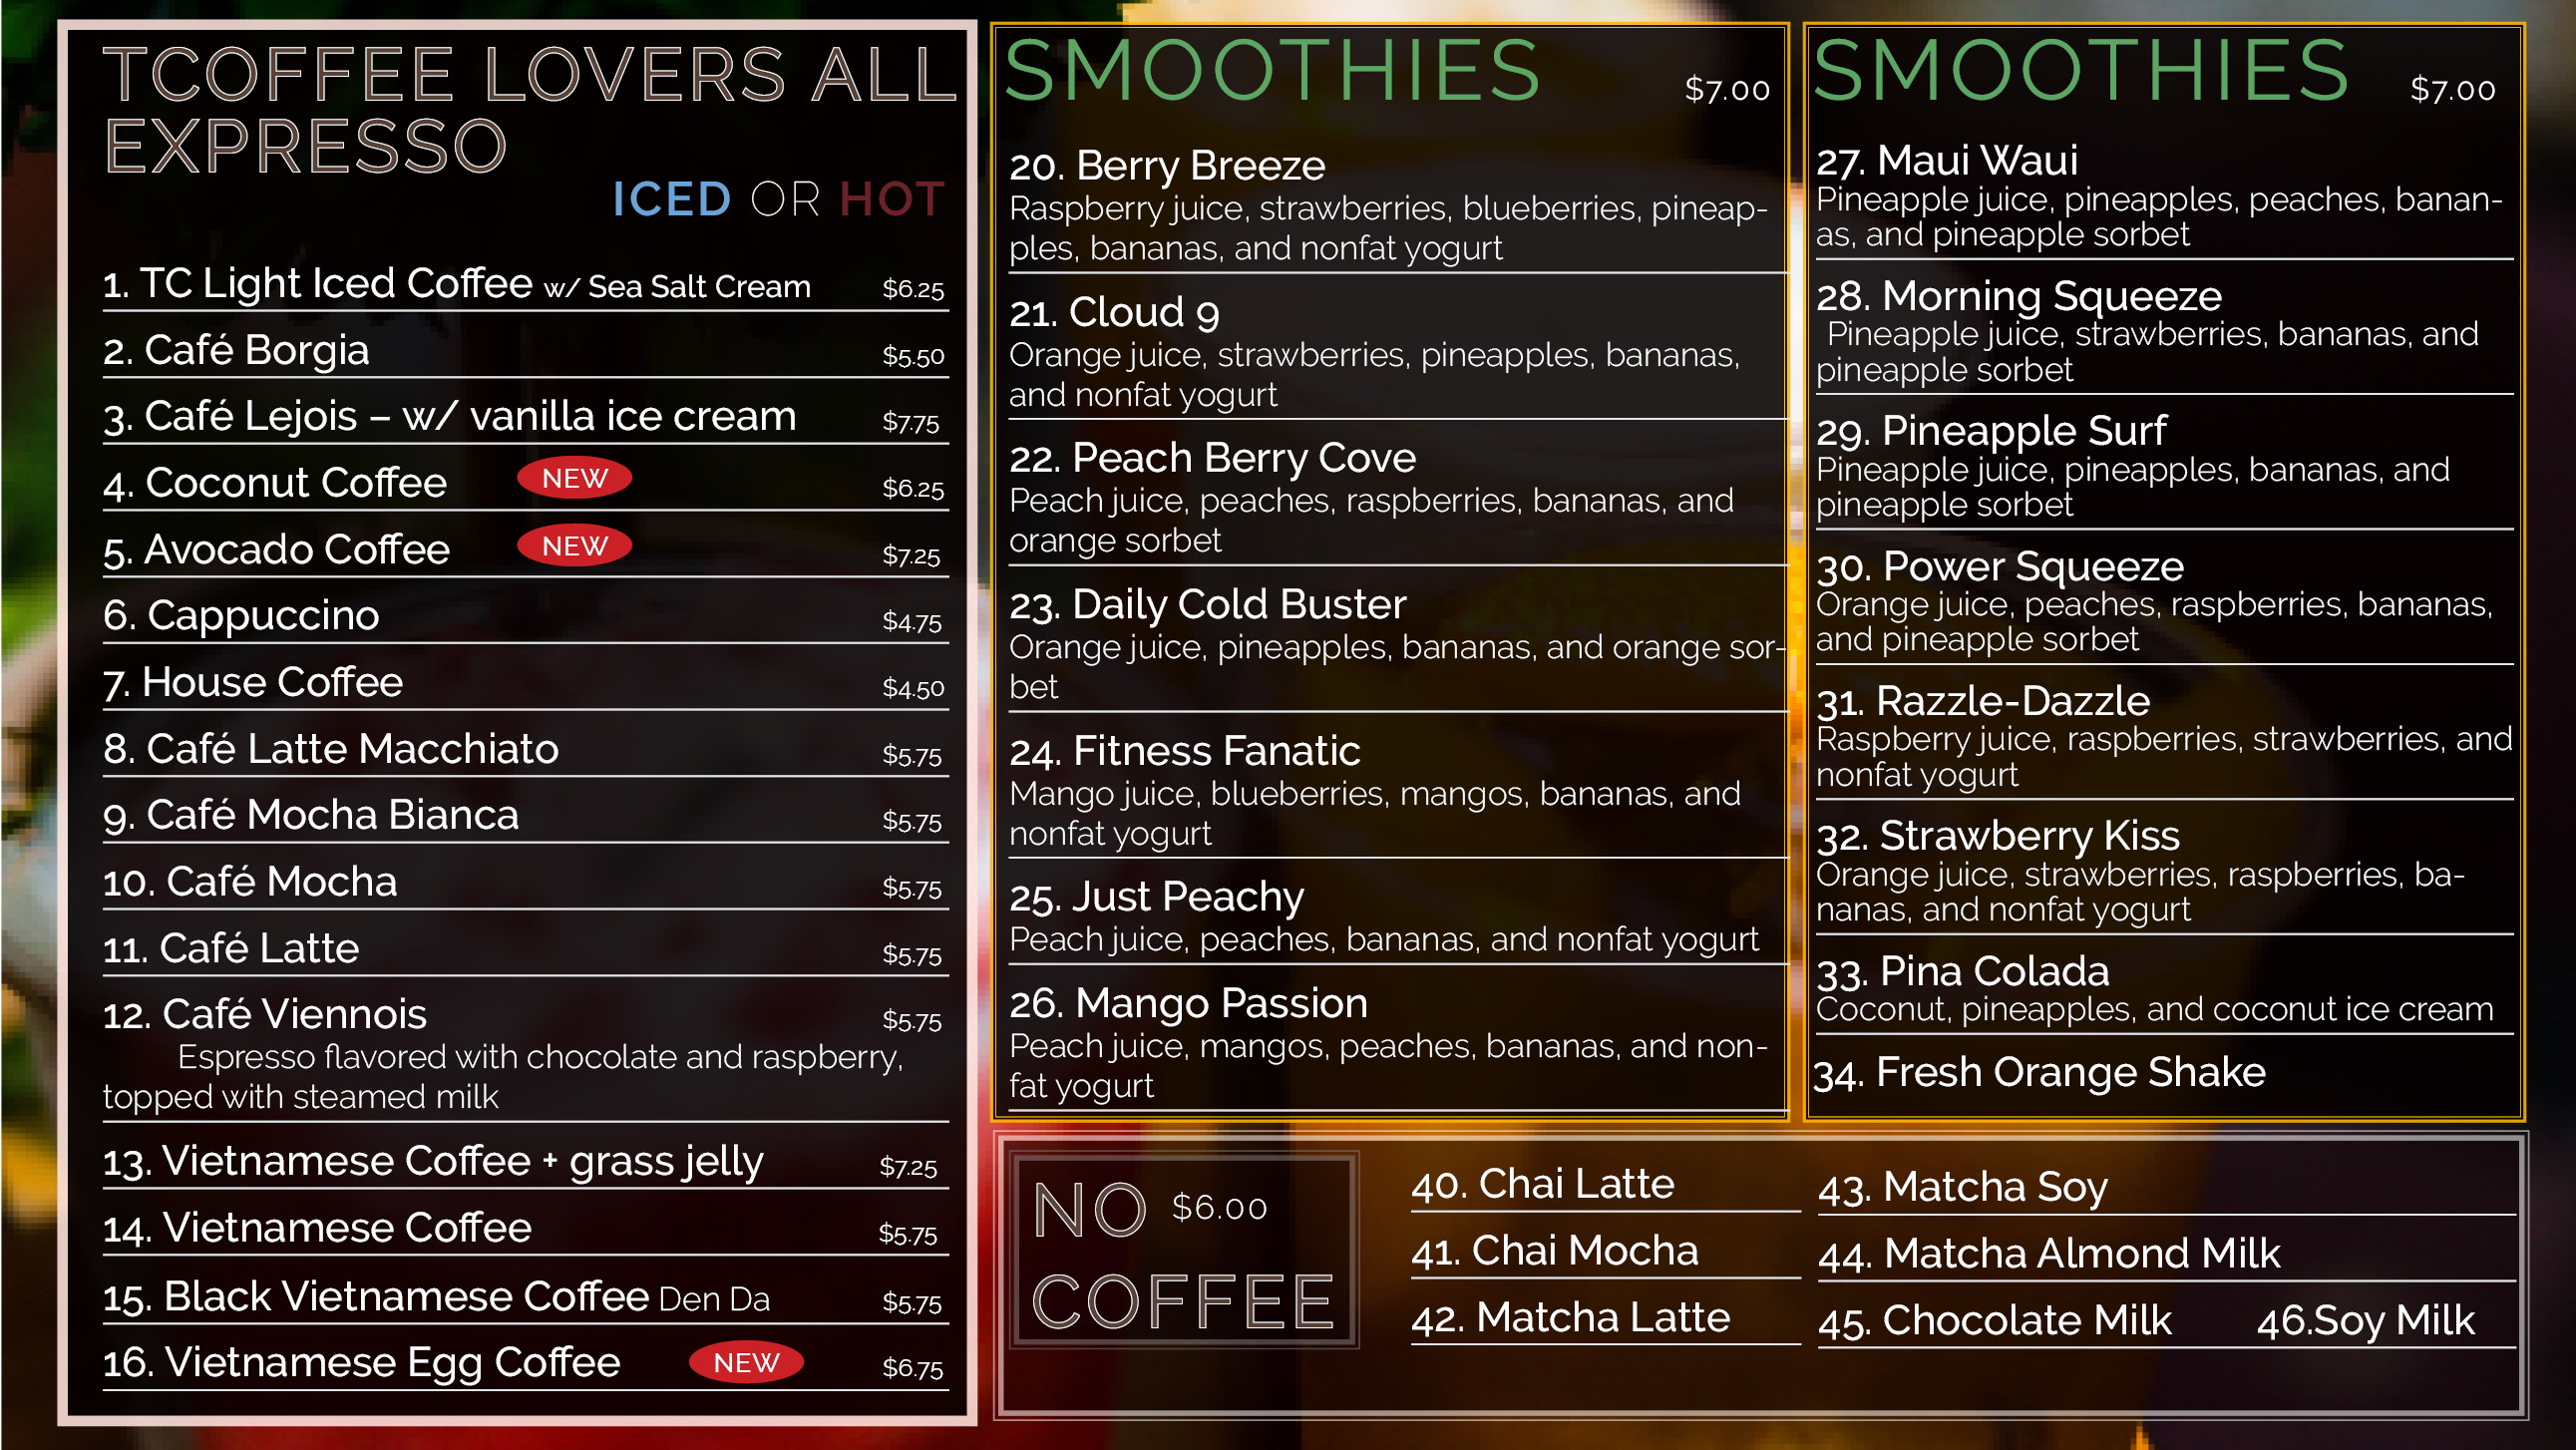 TCOFFEE LOVERS ALL
EXPRESSO
ICED OR HOT
1. TC Light Iced Coffee w/ Sea Salt Cream $6.25
2. Café Borgia $5.50
3. Café Lejois – w/ vanilla ice cream $7.75
4. Coconut Coffee NEW $6.25
5. Avocado Coffee NEW $7.25
6. Cappuccino $4.75
7. House Coffee $4.50
8. Café Latte Macchiato $5.75
9. Café Mocha Bianca $5.75
10. Café Mocha $5.75
11. Café Latte $5.75
12. Café Viennois $5.75
Espresso flavored with chocolate and raspberry,
topped with steamed milk
13. Vietnamese Coffee + grass jelly $7.25
14. Vietnamese Coffee $5.75
15. Black Vietnamese Coffee Den Da $5.75
16. Vietnamese Egg Coffee NEW $6.75
SMOOTHIES $7.00
20. Berry Breeze
Raspberry juice, strawberries, blueberries, pineap-
ples, bananas, and nonfat yogurt
21. Cloud 9
Orange juice, strawberries, pineapples, bananas,
and nonfat yogurt
22. Peach Berry Cove
Peach juice, peaches, raspberries, bananas, and
orange sorbet
23. Daily Cold Buster
Orange juice, pineapples, bananas, and orange sor-
bet
24. Fitness Fanatic
Mango juice, blueberries, mangos, bananas, and
nonfat yogurt
25. Just Peachy
Peach juice, peaches, bananas, and nonfat yogurt
26. Mango Passion
Peach juice, mangos, peaches, bananas, and non-
fat yogurt
SMOOTHIES $7.00
27. Maui Waui
Pineapple juice, pineapples, peaches, banan-
as, and pineapple sorbet
28. Morning Squeeze
Pineapple juice, strawberries, bananas, and
pineapple sorbet
29. Pineapple Surf
Pineapple juice, pineapples, bananas, and
pineapple sorbet
30. Power Squeeze
Orange juice, peaches, raspberries, bananas,
and pineapple sorbet
31. Razzle-Dazzle
Raspberry juice, raspberries, strawberries, and
nonfat yogurt
32. Strawberry Kiss
Orange juice, strawberries, raspberries, ba-
nanas, and nonfat yogurt
33. Pina Colada
Coconut, pineapples, and coconut ice cream
34. Fresh Orange Shake
NO $6.00
COFFEE
40. Chai Latte
41. Chai Mocha
42. Matcha Latte
43. Matcha Soy
44. Matcha Almond Milk
45. Chocolate Milk 46.Soy Milk